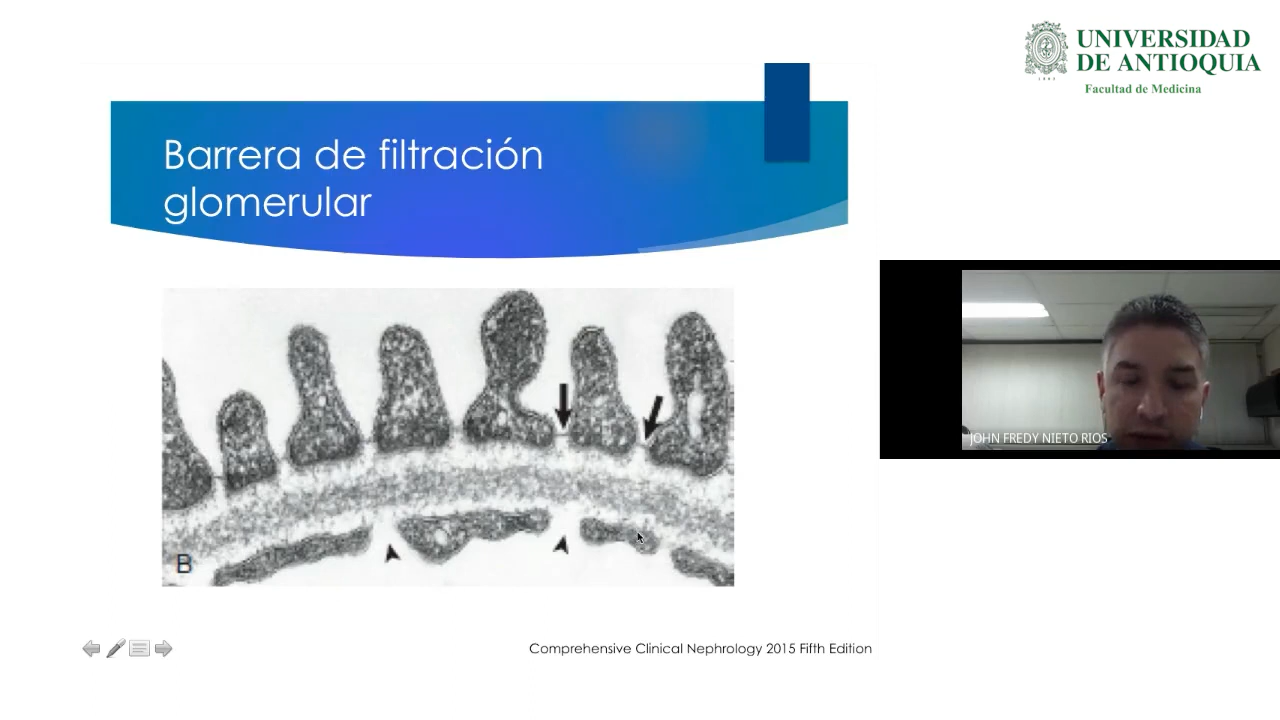 UNIVERSIDAD
DE ANTIOQUIA
1803
Facultad de Medicina
Barrera de filtración
glomerular
JOHN FREDY NIETO RIOS
B
Comprehensive Clinical Nephrology 2015 Fifth Edition